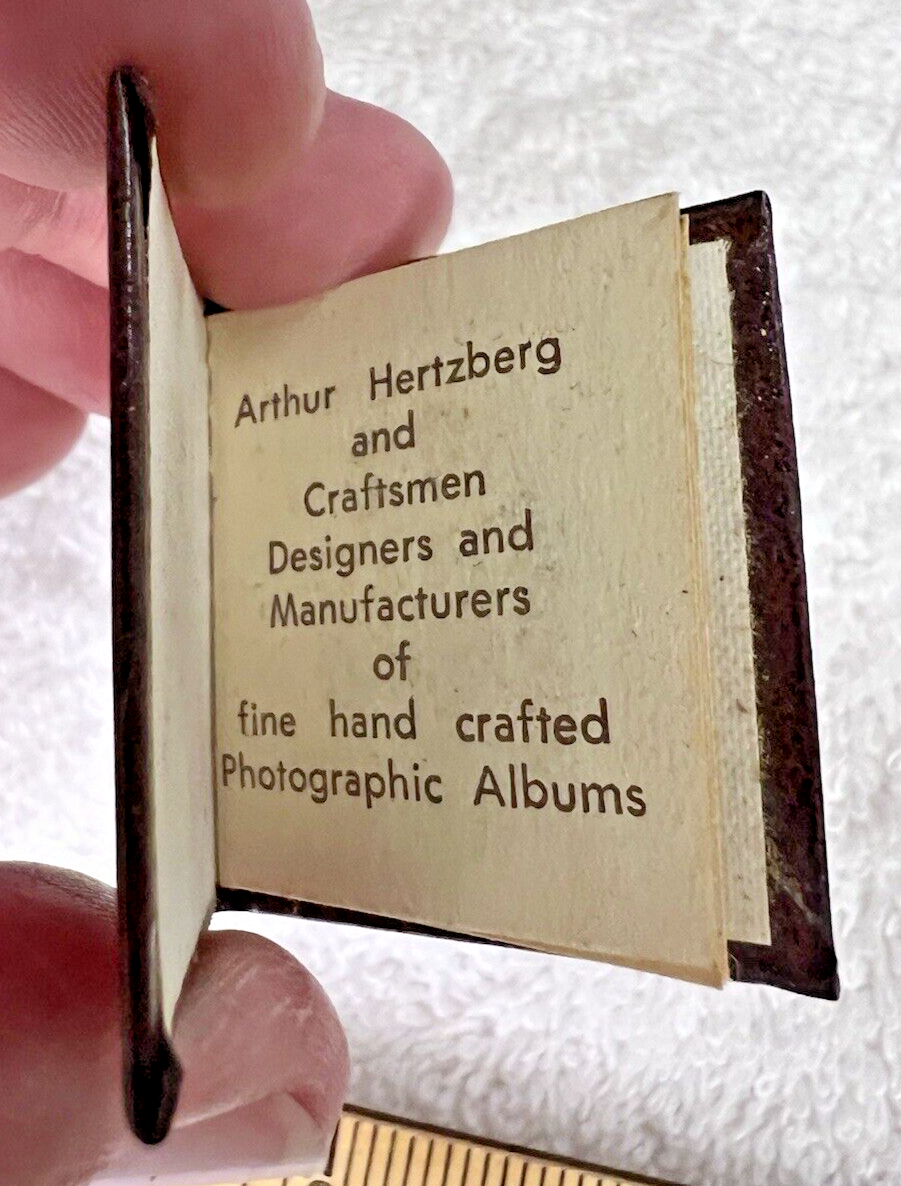 Arthur Hertzberg
and
Craftsmen
Designers and
Manufacturers
of
fine hand crafted
Photographic Albums